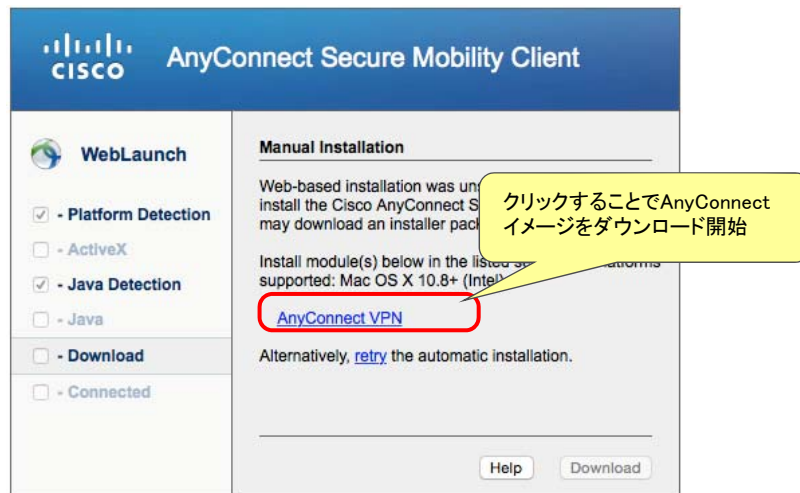 CISCO
AnyConnect Secure Mobility Client
WebLaunch
- Platform Detection
- ActiveX
- Java Detection
- Java
- Download
- Connected
Manual Installation
Web-based installation was
install the Cisco AnyConnect
may download an installer
Install module(s) below in the
supported: Mac OS X 10.8+ (Intel)
AnyConnect VPN
Alternatively, retry the automatic installation.
Help
Download
クリックすることでAnyConnect
イメージをダウンロード開始